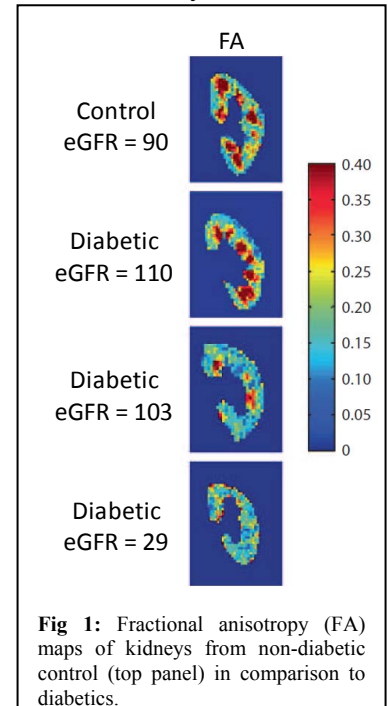 FA
Control
eGFR = 90
Diabetic
eGFR = 110
Diabetic
eGFR = 103
Diabetic
eGFR = 29
0.40
0.35
0.30
0.25
0.20
0.15
0.10
0.05
0
Fig 1: Fractional anisotropy (FA)
maps of kidneys from non-diabetic
control (top panel) in comparison to
diabetics.